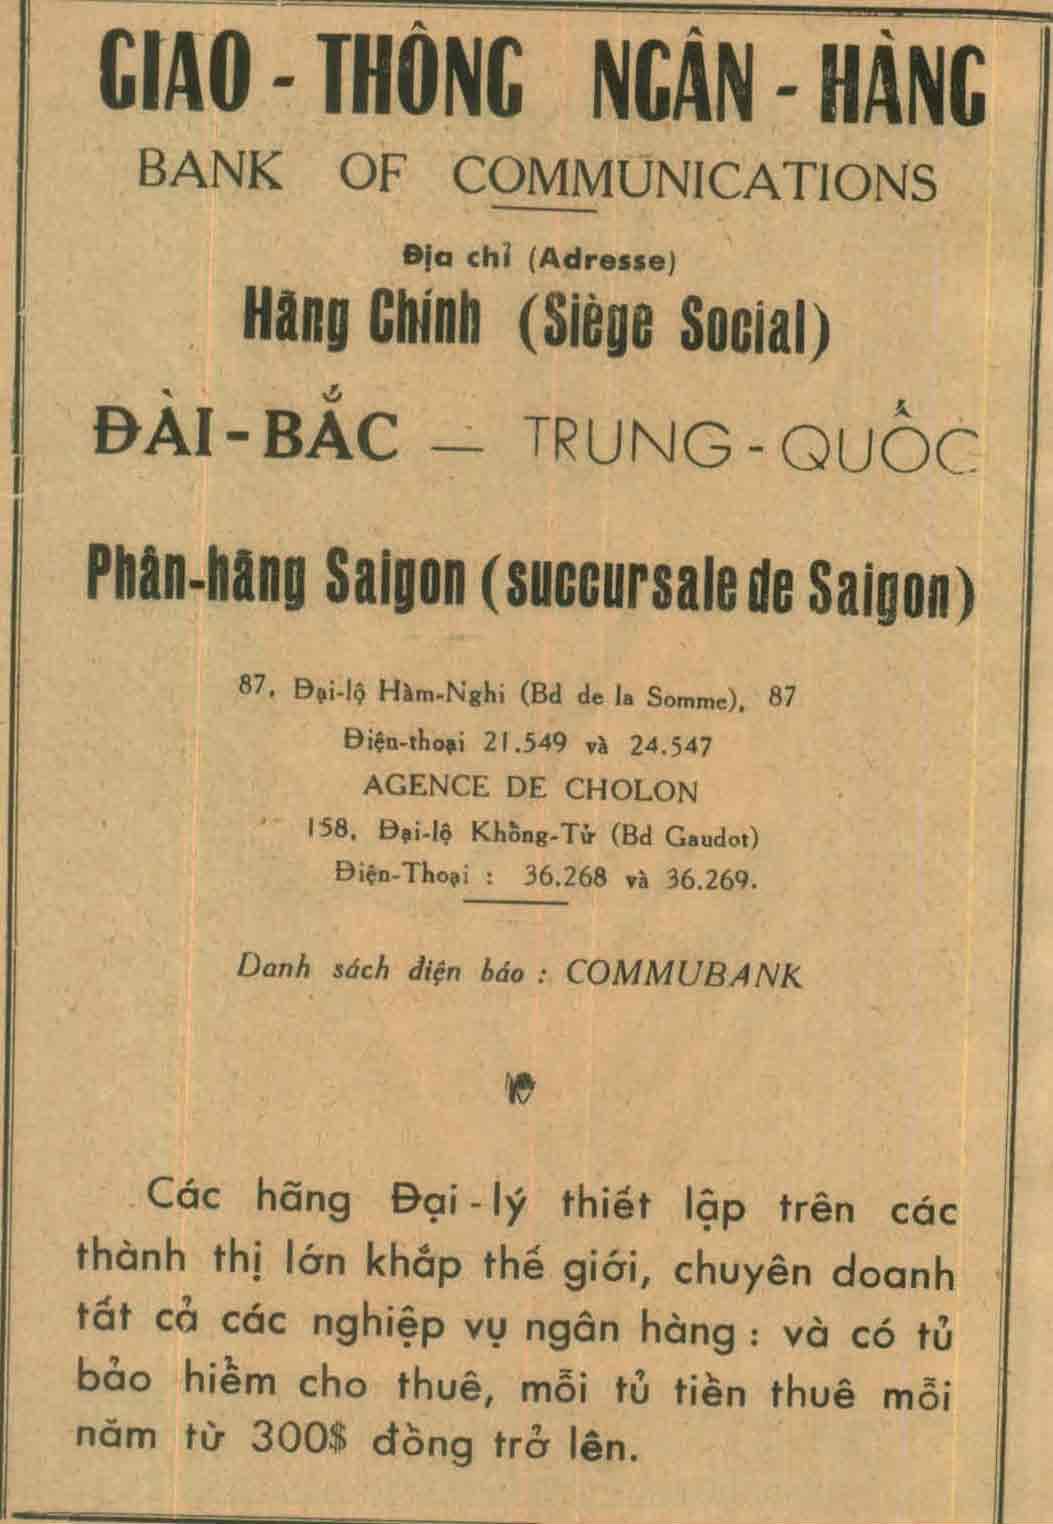 GIAO - THÔNG NGÂN - HÀNG
BANK OF COMMUNICATIONS
Địa chỉ (Adresse)
Hãng Chính (Siège Social)
ĐÀI - BẮC — TRUNG - QUỐC
Phân-hãng Saigon (succursale de Saigon)
87, Đại-lộ Hàm-Nghi (Bd de la Somme), 87
Điện-thoại 21.549 và 24.547
AGENCE DE CHOLON
158, Đại-lộ Khồng-Tử (Bd Gaudot)
Điện-Thoại : 36.268 và 36.269.
Danh sách điện báo : COMMUBANK
Các hãng Đại - lý thiết lập trên các
thành thị lớn khắp thế giới, chuyên doanh
tất cả các nghiệp vụ ngân hàng : và có tủ
bảo hiểm cho thuê, mỗi tủ tiền thuê mỗi
năm từ 300$ đồng trở lên.